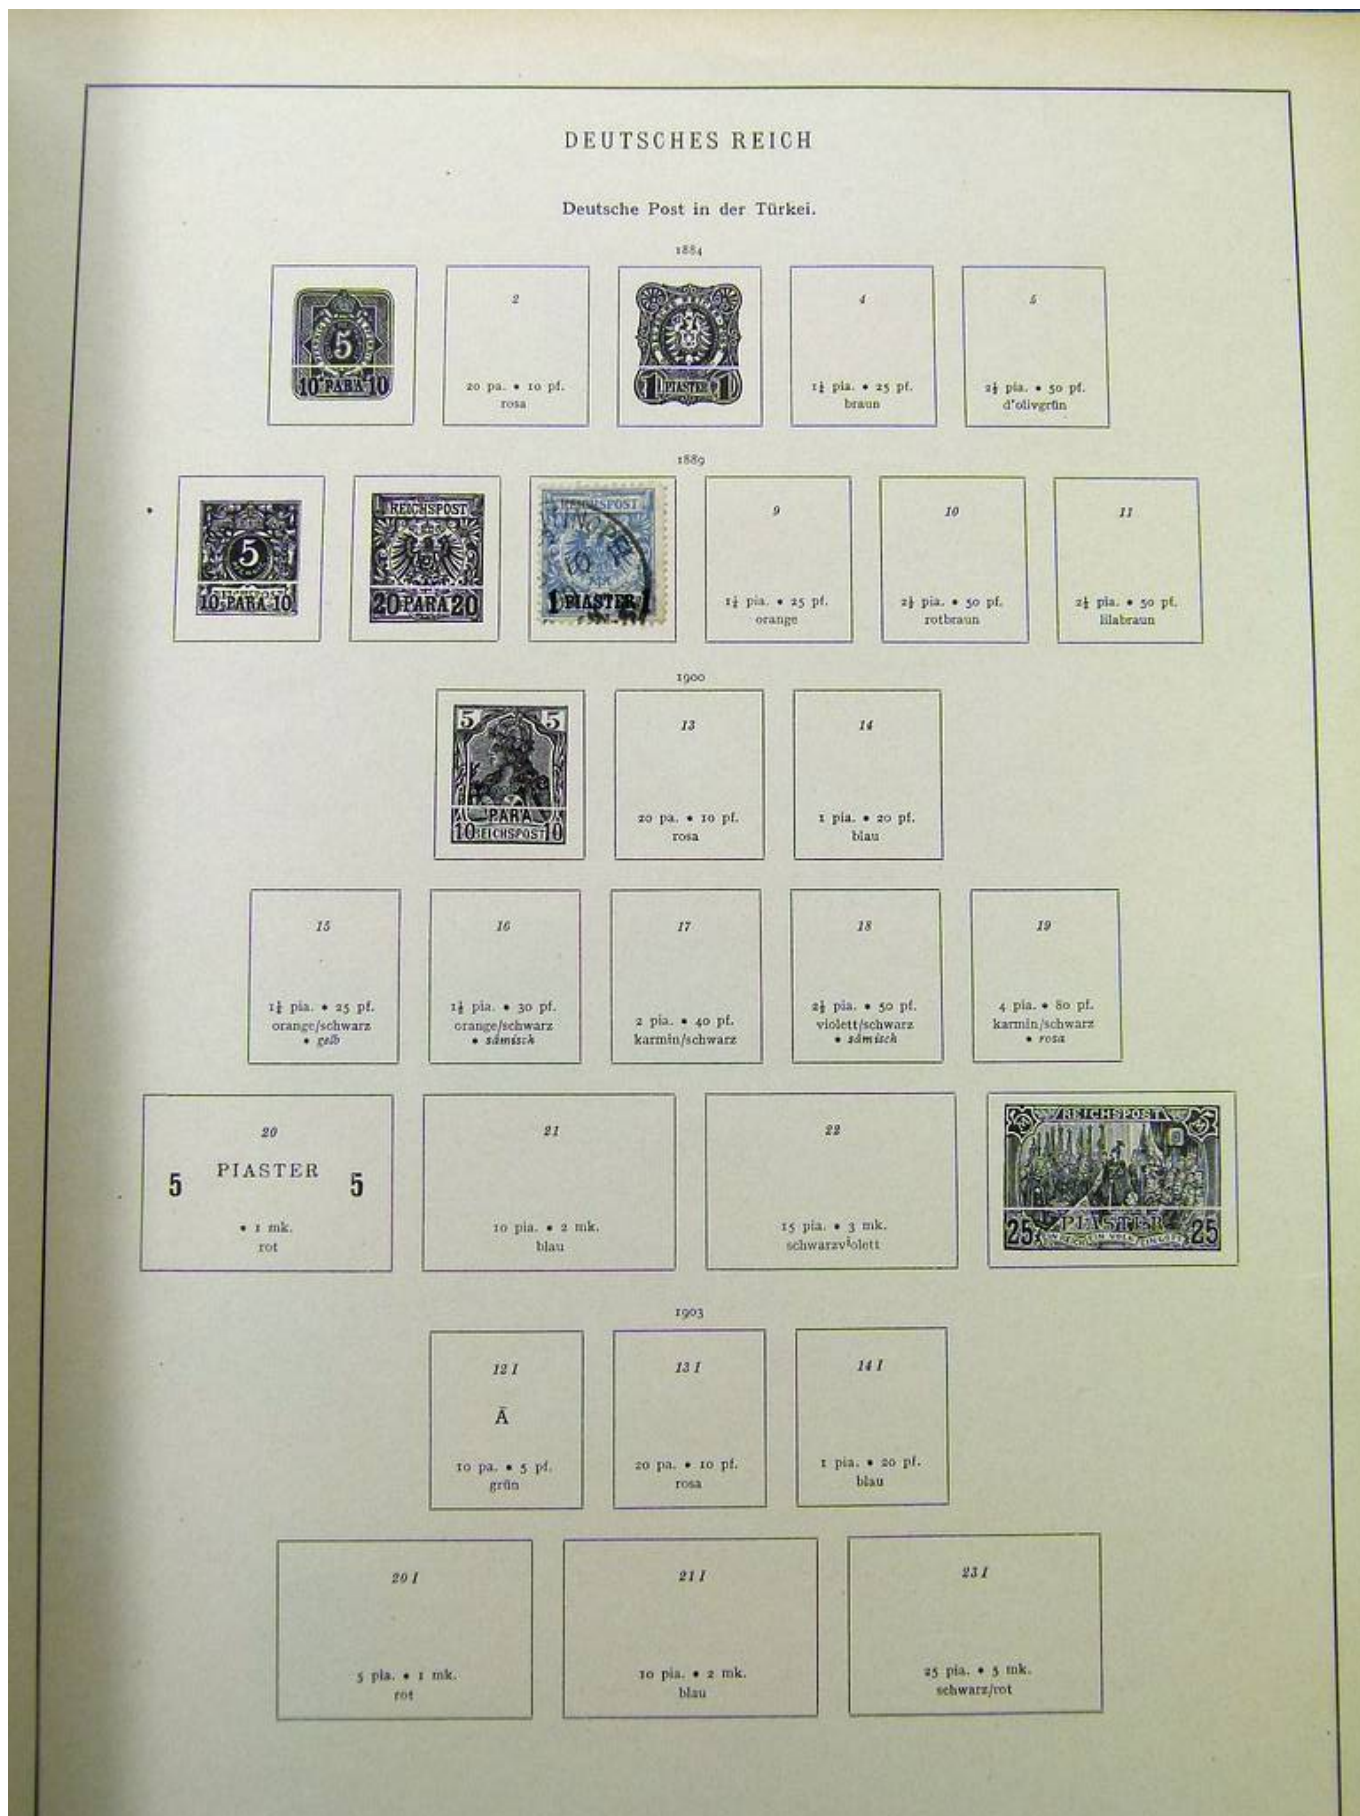 DEUTSCHES REICH
Deutsche Post in der Türkei.
1884
5
10 PARA 10
2
20 pa. • 10 pf.
rosa
1 PIASTER 1
4
1¼ pia. • 25 pf.
braun
5
2½ pia. • 50 pf.
d'olivgrün
1889
5
10 PARA 10
REICHSPOST
20 PARA 20
REICHSPOST
1 PIASTER 1
9
1¼ pia. • 25 pf.
orange
10
2½ pia. • 50 pf.
rotbraun
11
2½ pia. • 50 pf.
lilabraun
1900
5 5
PARA
10 REICHSPOST 10
13
20 pa. • 10 pf.
rosa
14
1 pia. • 20 pf.
blau
15
1¼ pia. • 25 pf.
orange/schwarz
• gelb
16
1½ pia. • 30 pf.
orange/schwarz
• sämisch
17
2 pia. • 40 pf.
karmin/schwarz
18
2½ pia. • 50 pf.
violett/schwarz
• sämisch
19
4 pia. • 80 pf.
karmin/schwarz
• rosa
20
5 PIASTER 5
• 1 mk.
rot
21
10 pia. • 2 mk.
blau
22
15 pia. • 3 mk.
schwarzviolett
REICHSPOST
25 PIASTER 25
1903
12 I
Ā
10 pa. • 5 pf.
grün
13 I
20 pa. • 10 pf.
rosa
14 I
1 pia. • 20 pf.
blau
20 I
5 pia. • 1 mk.
rot
21 I
10 pia. • 2 mk.
blau
23 I
25 pia. • 5 mk.
schwarz/rot